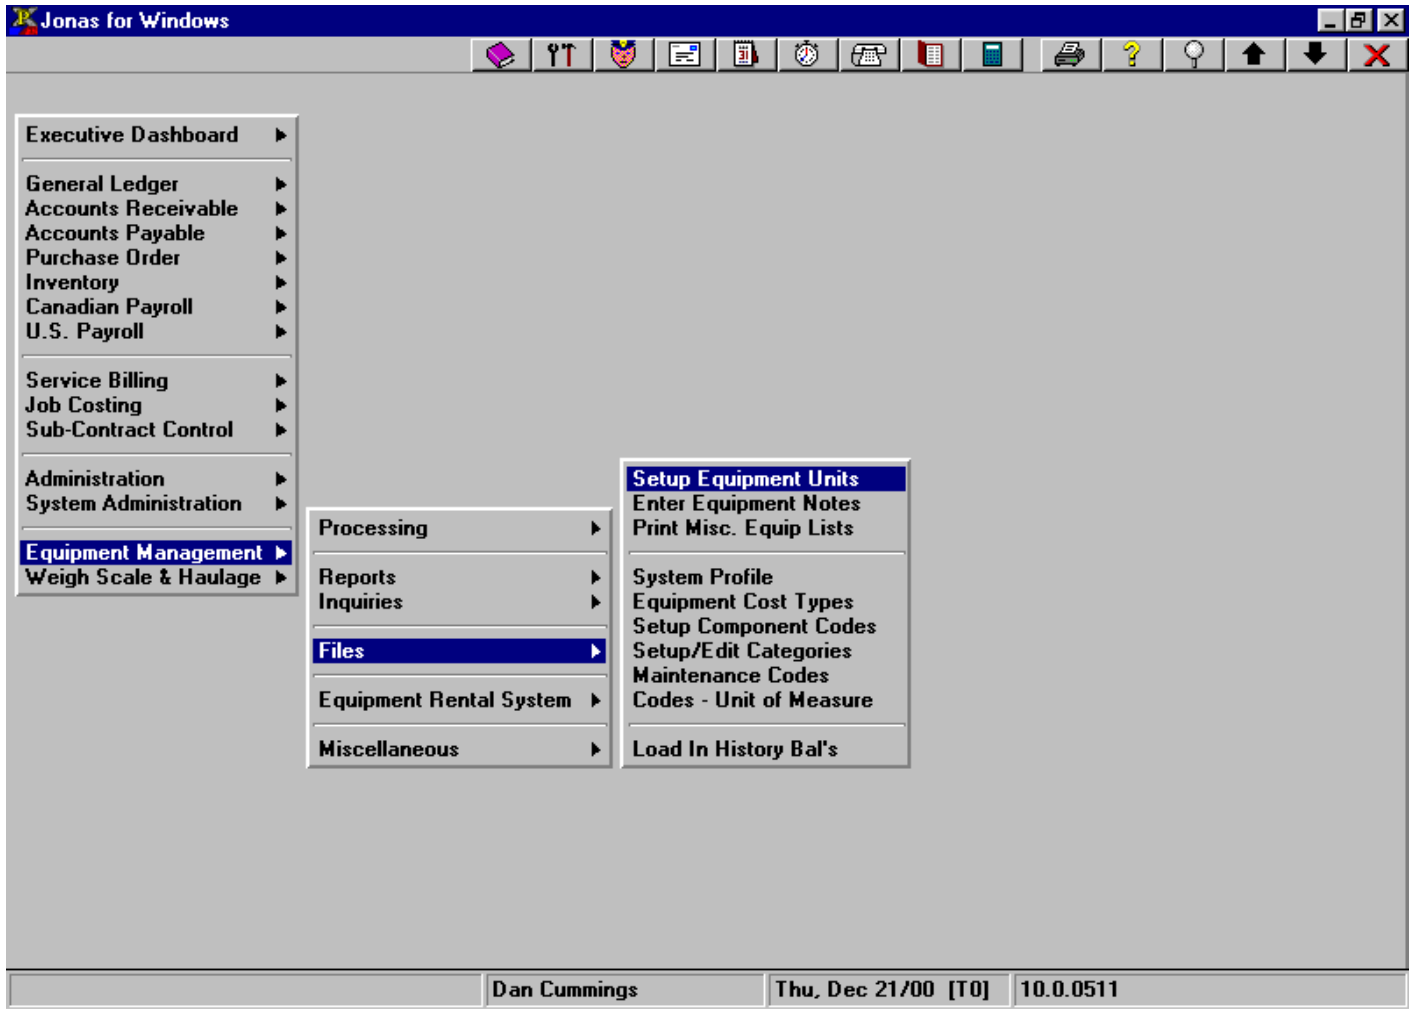 Jonas for Windows
31
Executive Dashboard
General Ledger
Accounts Receivable
Accounts Payable
Purchase Order
Inventory
Canadian Payroll
U.S. Payroll
Service Billing
Job Costing
Sub-Contract Control
Administration
System Administration
Equipment Management
Weigh Scale & Haulage
Processing
Reports
Inquiries
Files
Equipment Rental System
Miscellaneous
Setup Equipment Units
Enter Equipment Notes
Print Misc. Equip Lists
System Profile
Equipment Cost Types
Setup Component Codes
Setup/Edit Categories
Maintenance Codes
Codes - Unit of Measure
Load In History Bal's
Dan Cummings
Thu, Dec 21/00 [T0]
10.0.0511